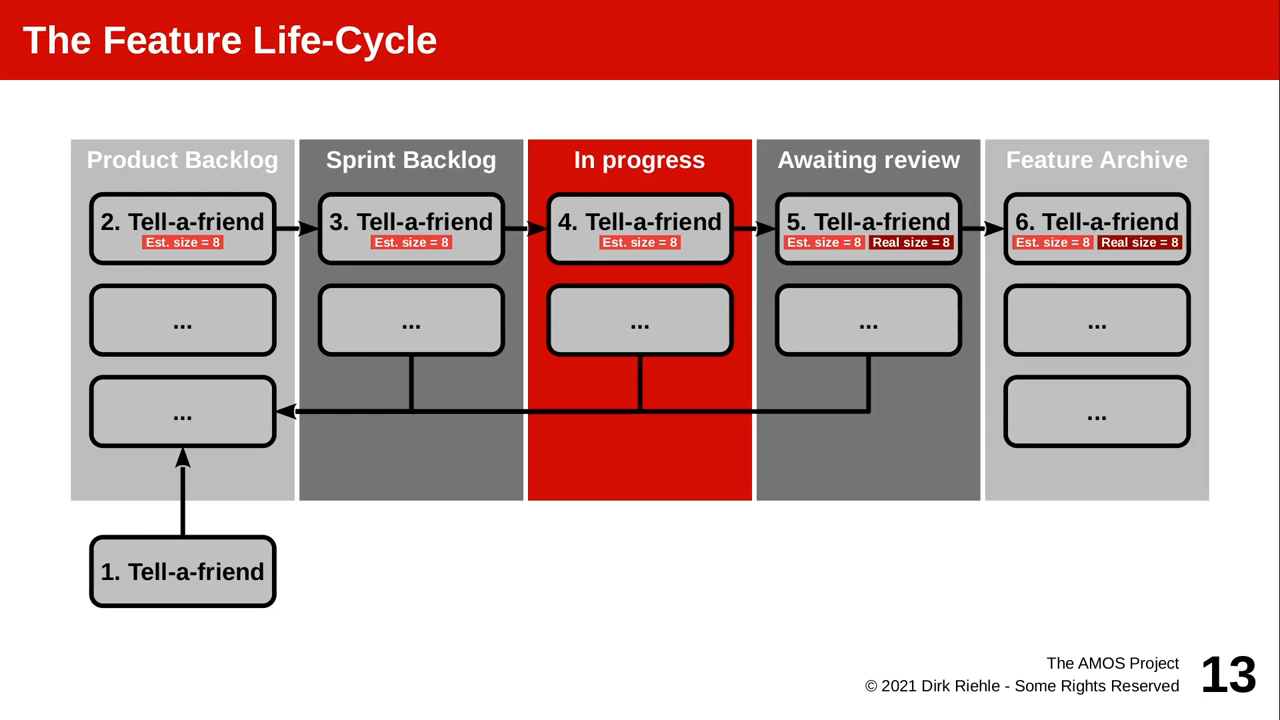 The Feature Life-Cycle
Product Backlog
Sprint Backlog
In progress
Awaiting review
Feature Archive
2. Tell-a-friend
Est. size = 8
3. Tell-a-friend
Est. size = 8
4. Tell-a-friend
Est. size = 8
5. Tell-a-friend
Est. size = 8 Real size = 8
6. Tell-a-friend
Est. size = 8 Real size = 8
...
...
...
...
...
...
...
1. Tell-a-friend
The AMOS Project
© 2021 Dirk Riehle - Some Rights Reserved
13